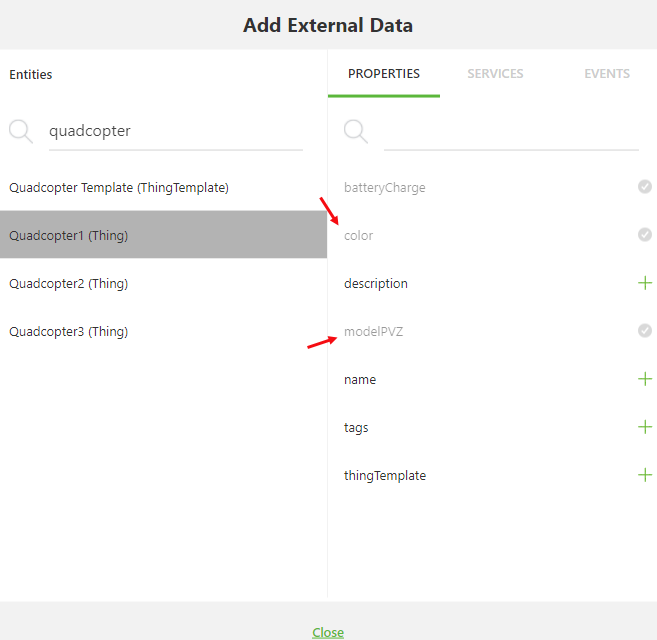 Add External Data
Entities
PROPERTIES SERVICES EVENTS
quadcopter
Quadcopter Template (ThingTemplate)
batteryCharge
Quadcopter1 (Thing)
color
Quadcopter2 (Thing)
description
Quadcopter3 (Thing)
modelPVZ
name
tags
thingTemplate
Close